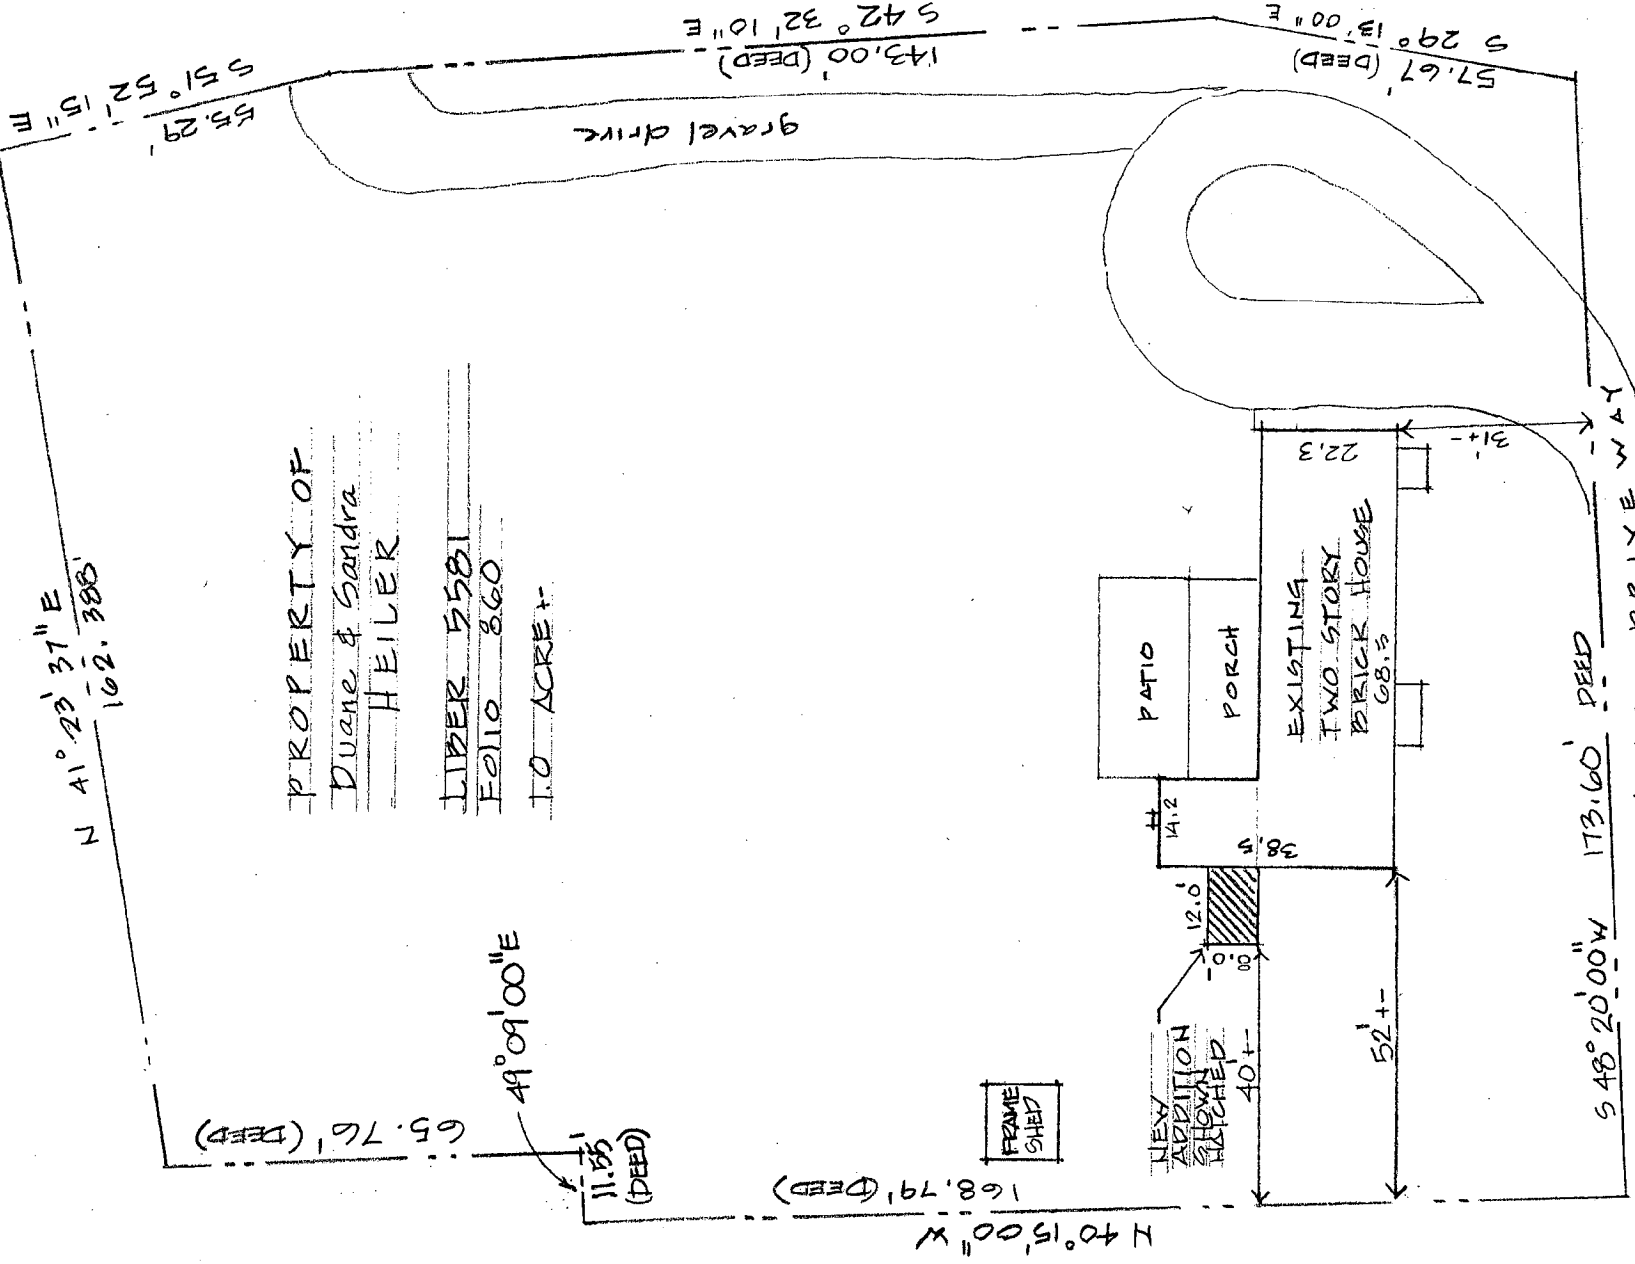 PROPERTY OF
Duane & Sandra
HEILER
LIBER 5581
FOLIO 860
1.0 ACRE+-
N 41° 23' 37" E
162.388'
S 51° 52' 15" E
55.29'
S 42° 32' 10" E
143.00' (DEED)
S 29° 13' 00" E
57.67' (DEED)
gravel drive
65.76' (DEED)
49°09'00"E
11.55'
(DEED)
168.79' (DEED)
N 40°15'00" W
FRAME
SHED
NEW
ADDITION
SHOWN
HATCHED
40'+-
12.0'
8.0'
14.2
38.5
PATIO
PORCH
EXISTING
TWO STORY
BRICK HOUSE
68.5
22.3
31'+-
52'+-
S 48° 20' 00" W 173.60' DEED
DRIVE WAY